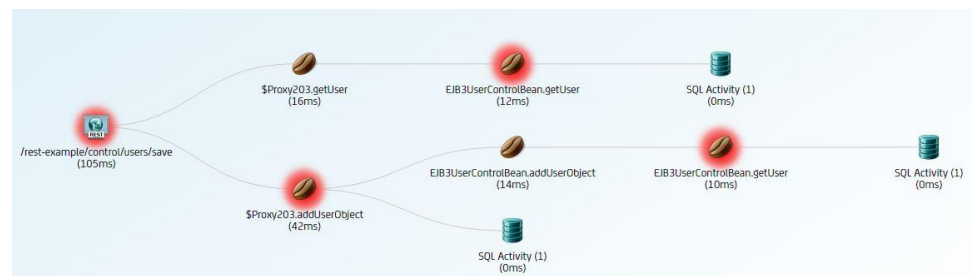 $Proxy203.getUser
(16ms)
EJB3UserControlBean.getUser
(12ms)
SQL Activity (1)
(0ms)
REST
/rest-example/control/users/save
(105ms)
EJB3UserControlBean.addUserObject
(14ms)
EJB3UserControlBean.getUser
(10ms)
SQL Activity (1)
(0ms)
$Proxy203.addUserObject
(42ms)
SQL Activity (1)
(0ms)